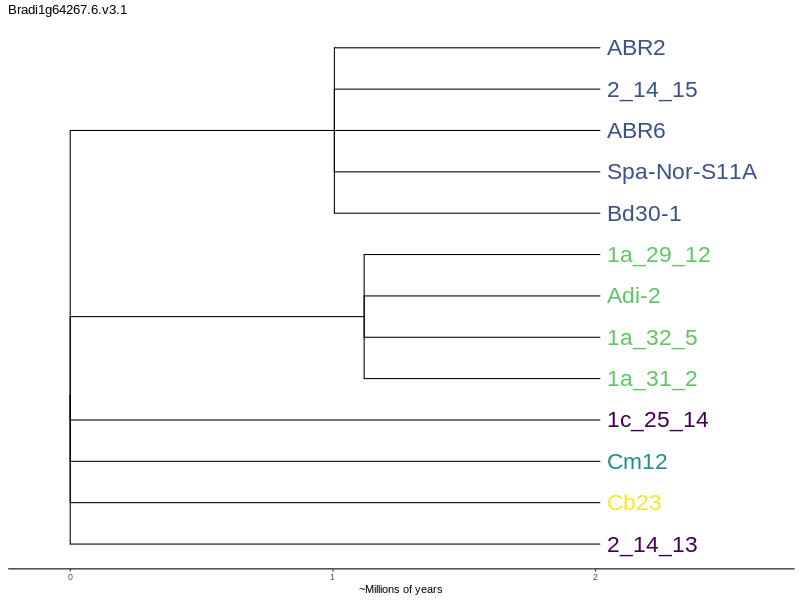 Bradi1g64267.6.v3.1
ABR2
2_14_15
ABR6
Spa-Nor-S11A
Bd30-1
1a_29_12
Adi-2
1a_32_5
1a_31_2
1c_25_14
Cm12
Cb23
2_14_13
0 1 2
~Millions of years